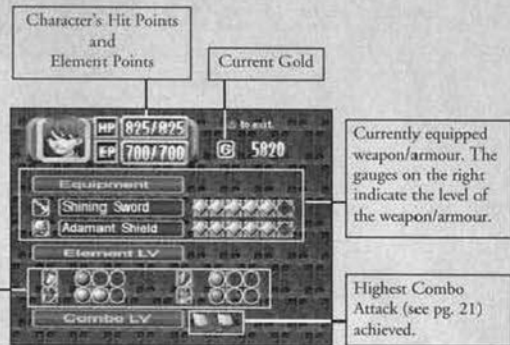 Character's Hit Points
and
Element Points
Current Gold
HP 825/825
to exit
EP 700/700
G 5820
Equipment
Shining Sword
Adamant Shield
Element LV
Combo LV
Currently equipped
weapon/armour. The
gauges on the right
indicate the level of
the weapon/armour.
Highest Combo
Attack (see pg. 21)
achieved.